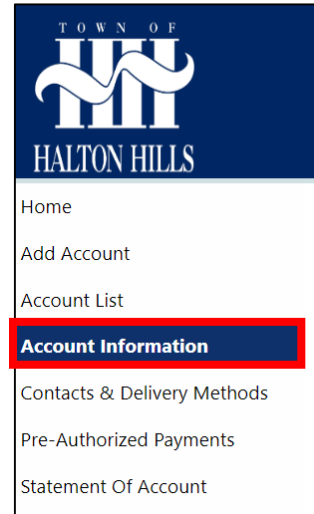 TOWN OF
HALTON HILLS
Home
Add Account
Account List
Account Information
Contacts & Delivery Methods
Pre-Authorized Payments
Statement Of Account